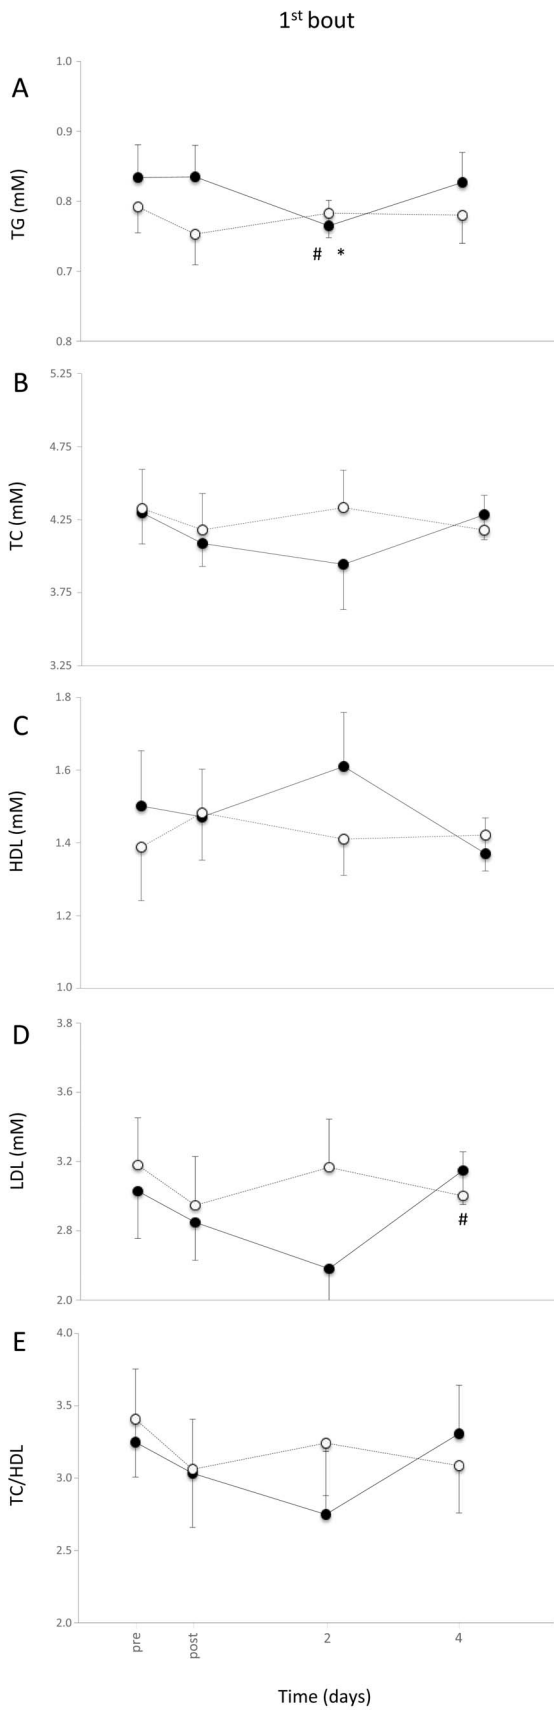 1st bout
A
TG (mM)
1.0
0.9
0.8
0.7
0.8
# *
B
TC (mM)
5.25
4.75
4.25
3.75
3.25
C
HDL (mM)
1.8
1.6
1.4
1.2
1.0
D
LDL (mM)
3.8
3.6
3.2
2.8
2.0
#
E
TC/HDL
4.0
3.5
3.0
2.5
2.0
pre post 2 4
Time (days)